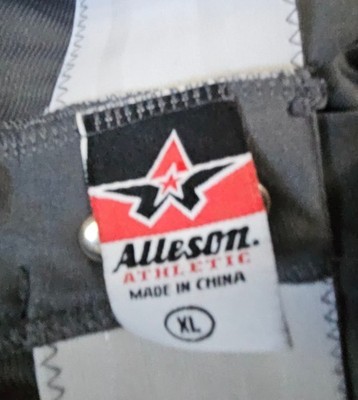 Alleson.
ATHLETIC
MADE IN CHINA
XL